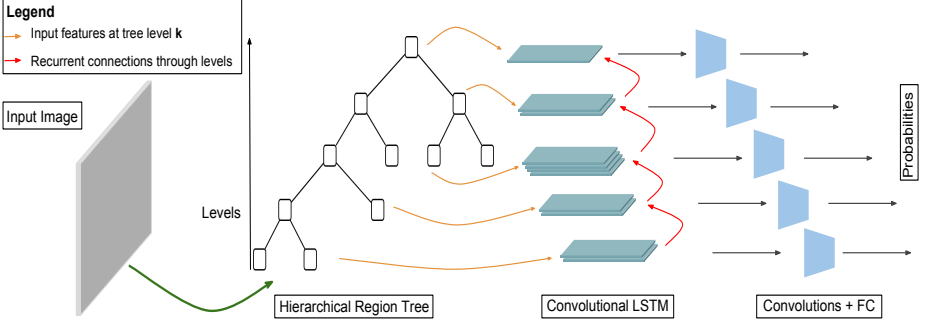 Legend
Input features at tree level k
Recurrent connections through levels
Input Image
Levels
Probabilities
Hierarchical Region Tree
Convolutional LSTM
Convolutions + FC